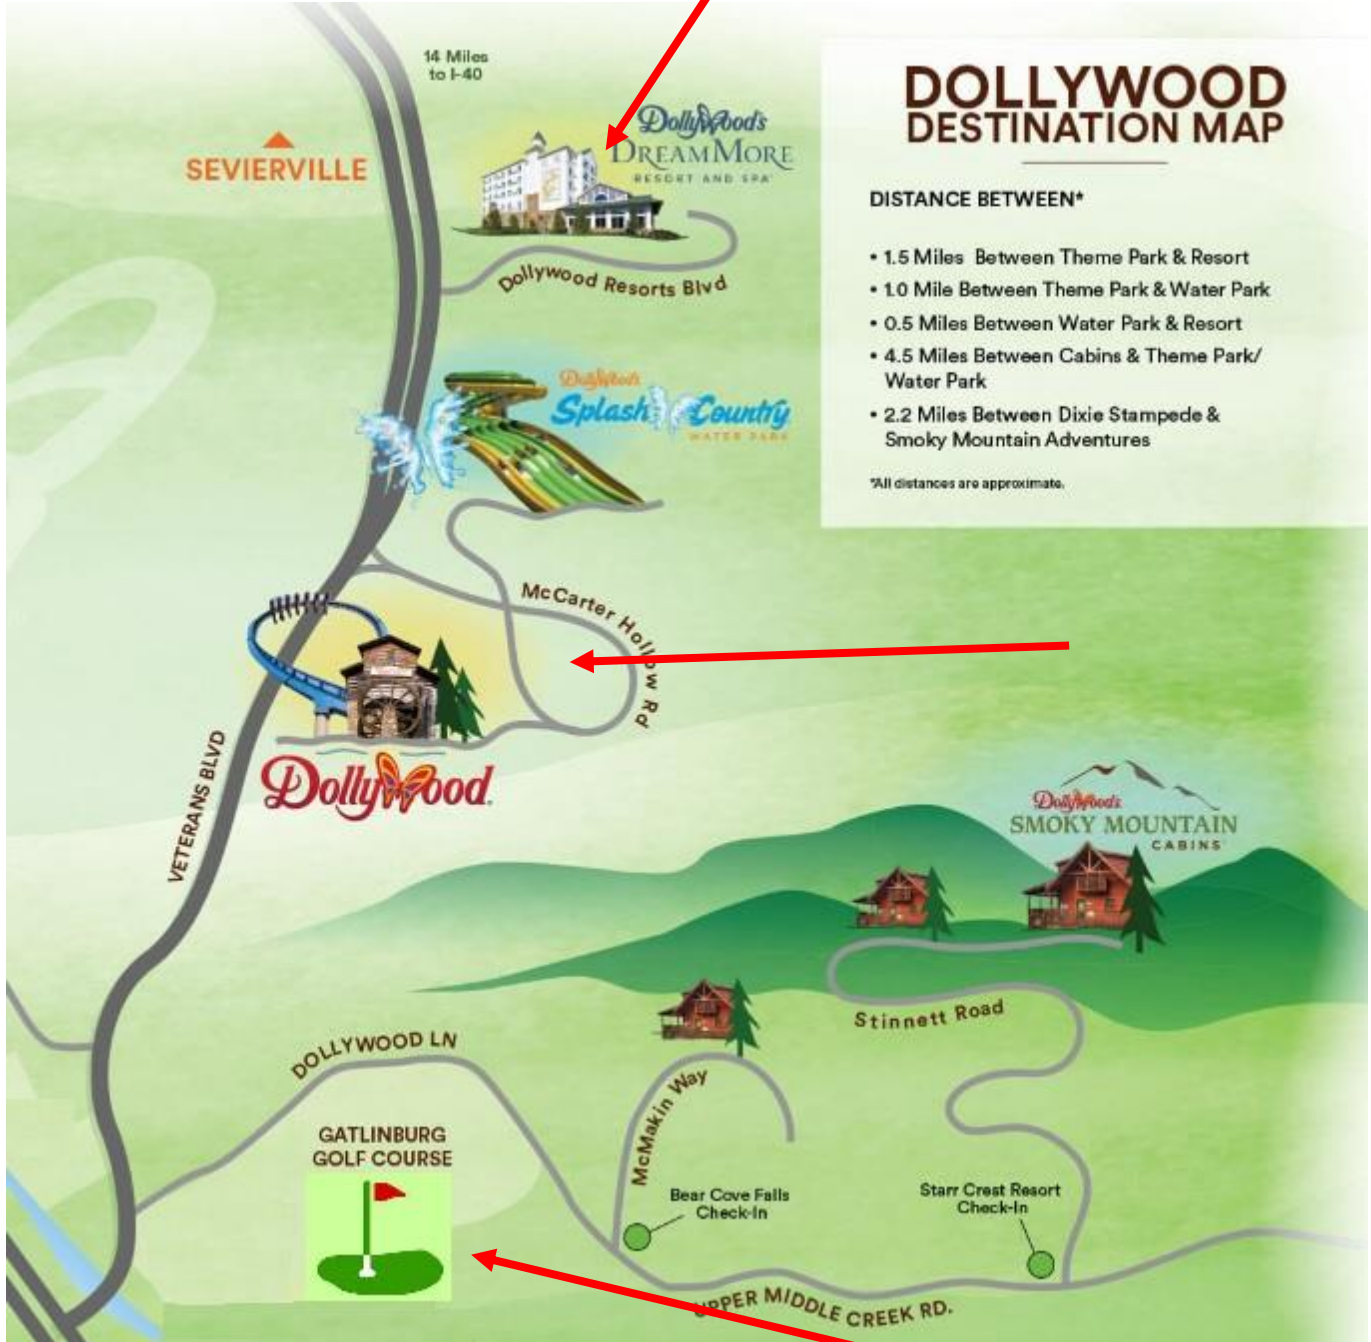 14 Miles
to I-40
SEVIERVILLE
Dollywood's
DREAMMORE
RESORT AND SPA
Dollywood Resorts Blvd
DOLLYWOOD
DESTINATION MAP
DISTANCE BETWEEN*
• 1.5 Miles Between Theme Park & Resort
• 1.0 Mile Between Theme Park & Water Park
• 0.5 Miles Between Water Park & Resort
• 4.5 Miles Between Cabins & Theme Park/
Water Park
• 2.2 Miles Between Dixie Stampede &
Smoky Mountain Adventures
*All distances are approximate.
Dollywood's
Splash Country
WATER PARK
McCarter Hollow Rd
Dollywood
VETERANS BLVD
Dollywood's
SMOKY MOUNTAIN
CABINS
Stinnett Road
DOLLYWOOD LN
McMakin Way
GATLINBURG
GOLF COURSE
Bear Cove Falls
Check-In
Starr Crest Resort
Check-In
UPPER MIDDLE CREEK RD.